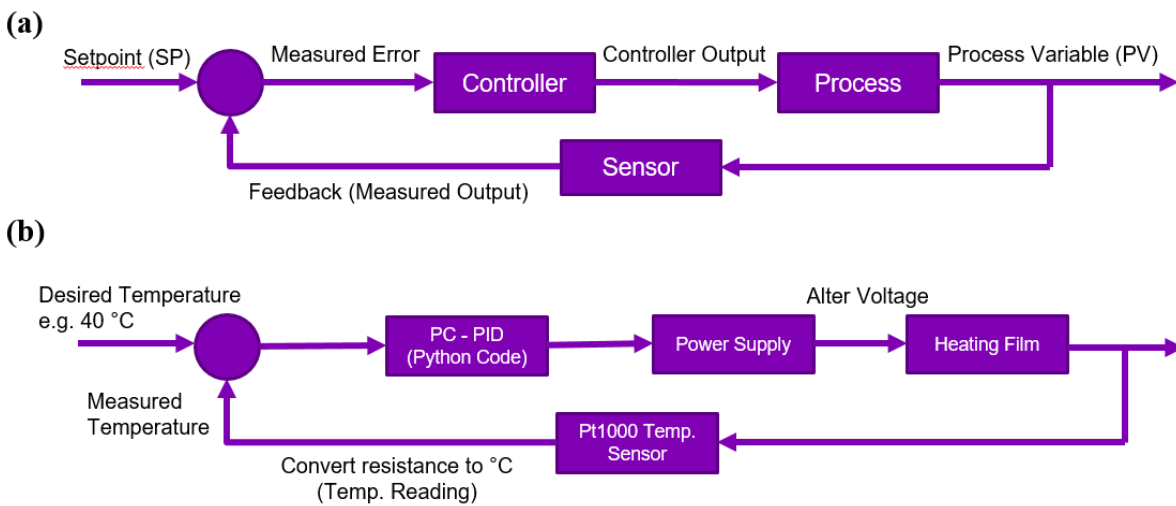 (a)
Setpoint (SP)
Measured Error
Controller
Controller Output
Process
Process Variable (PV)
Sensor
Feedback (Measured Output)
(b)
Desired Temperature
e.g. 40 °C
PC - PID
(Python Code)
Power Supply
Alter Voltage
Heating Film
Measured
Temperature
Pt1000 Temp.
Sensor
Convert resistance to °C
(Temp. Reading)